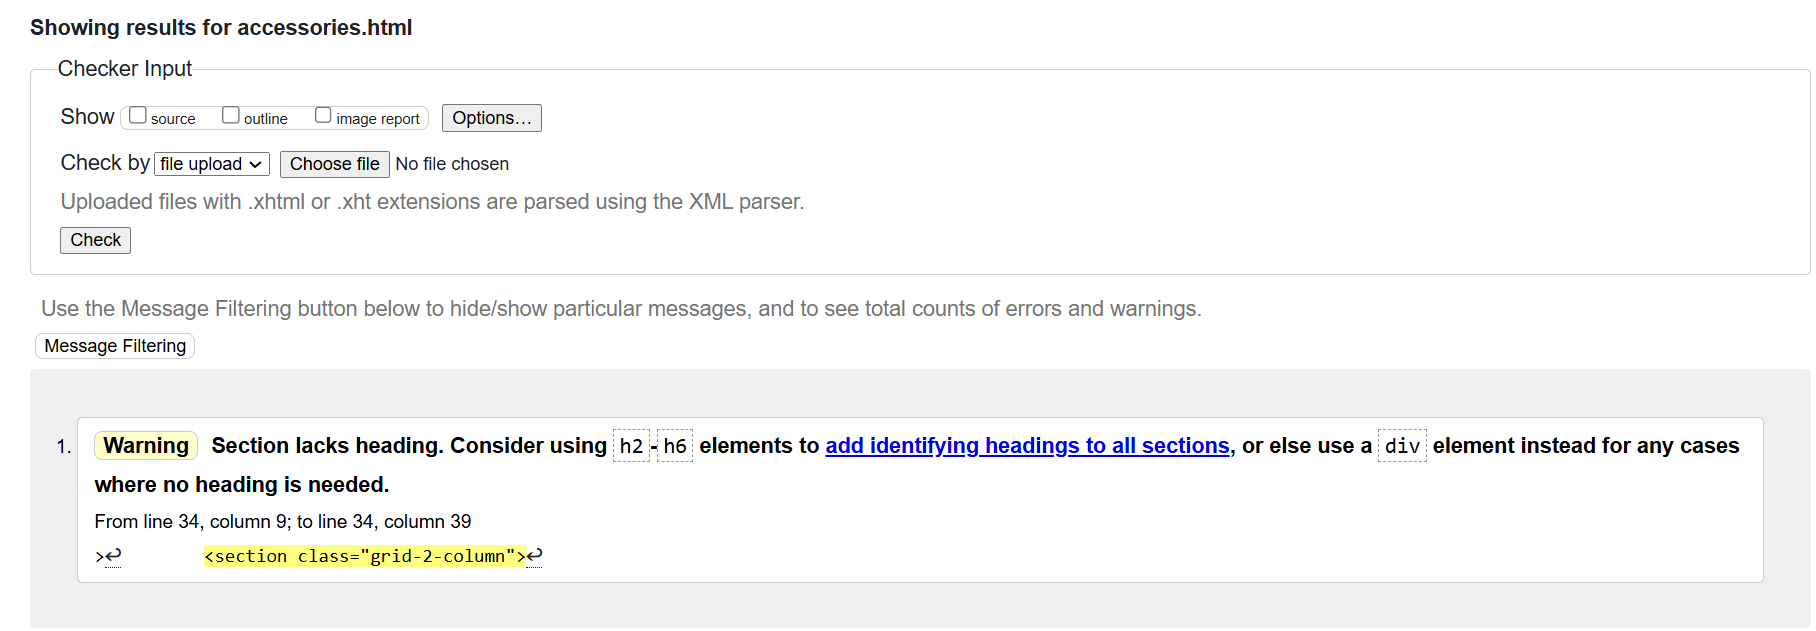 Showing results for accessories.html
Checker Input
Show source outline image report Options...
Check by file upload Choose file No file chosen
Uploaded files with .xhtml or .xht extensions are parsed using the XML parser.
Check
Use the Message Filtering button below to hide/show particular messages, and to see total counts of errors and warnings.
Message Filtering
1. Warning Section lacks heading. Consider using h2-h6 elements to add identifying headings to all sections, or else use a div element instead for any cases
where no heading is needed.
From line 34, column 9; to line 34, column 39
>↩ <section class="grid-2-column">↩